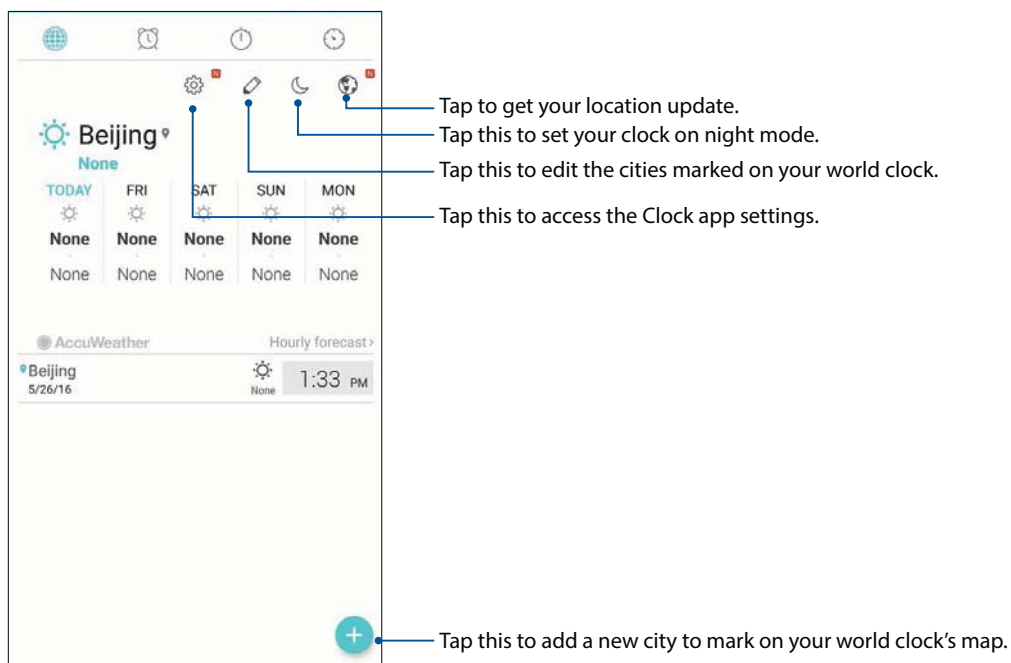 N
N
Tap to get your location update.
Tap this to set your clock on night mode.
Beijing
None
Tap this to edit the cities marked on your world clock.
TODAY FRI SAT SUN MON
Tap this to access the Clock app settings.
None None None None None
None None None None None
AccuWeather Hourly forecast›
Beijing
5/26/16
None
1:33 PM
+
Tap this to add a new city to mark on your world clock’s map.